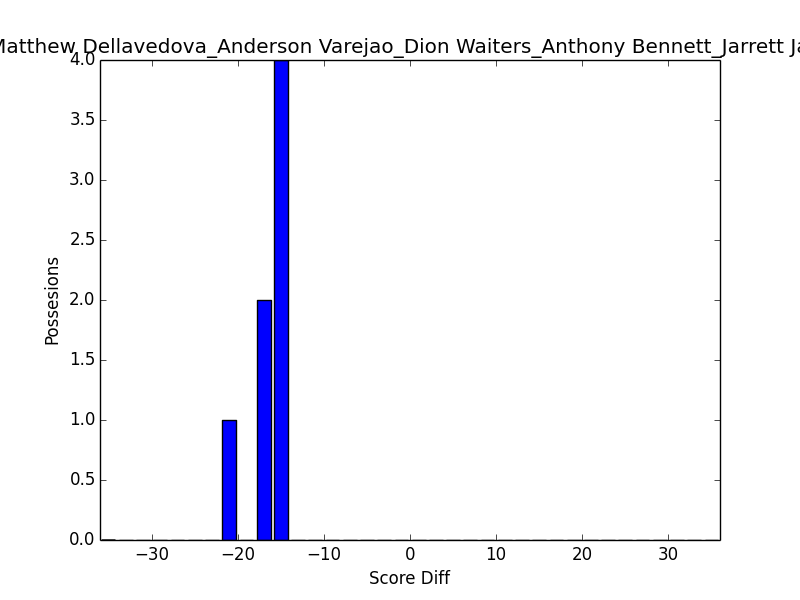 Matthew Dellavedova_Anderson Varejao_Dion Waiters_Anthony Bennett_Jarrett
4.0
3.5
3.0
2.5
2.0
1.5
1.0
0.5
0.0
Possesions
−30 −20 −10 0 10 20 30
Score Diff